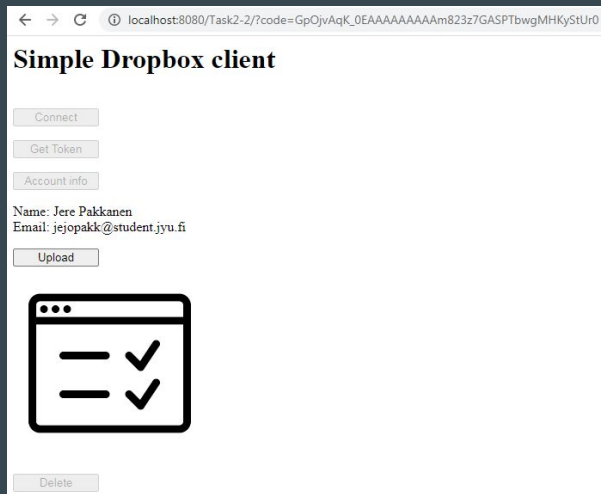 localhost:8080/Task2-2/?code=GpOjvAqK_0EAAAAAAAAAm823z7GASPTbwgMHKyStUr0
Simple Dropbox client
Connect
Get Token
Account info
Name: Jere Pakkanen
Email: jejopakk@student.jyu.fi
Upload
Delete